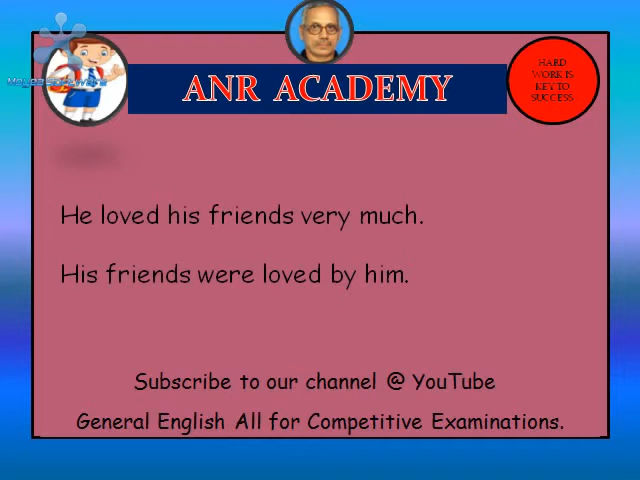 ANR ACADEMY
HARD
WORK IS
KEY TO
SUCCESS
He loved his friends very much.
His friends were loved by him.
Subscribe to our channel @ YouTube
General English All for Competitive Examinations.